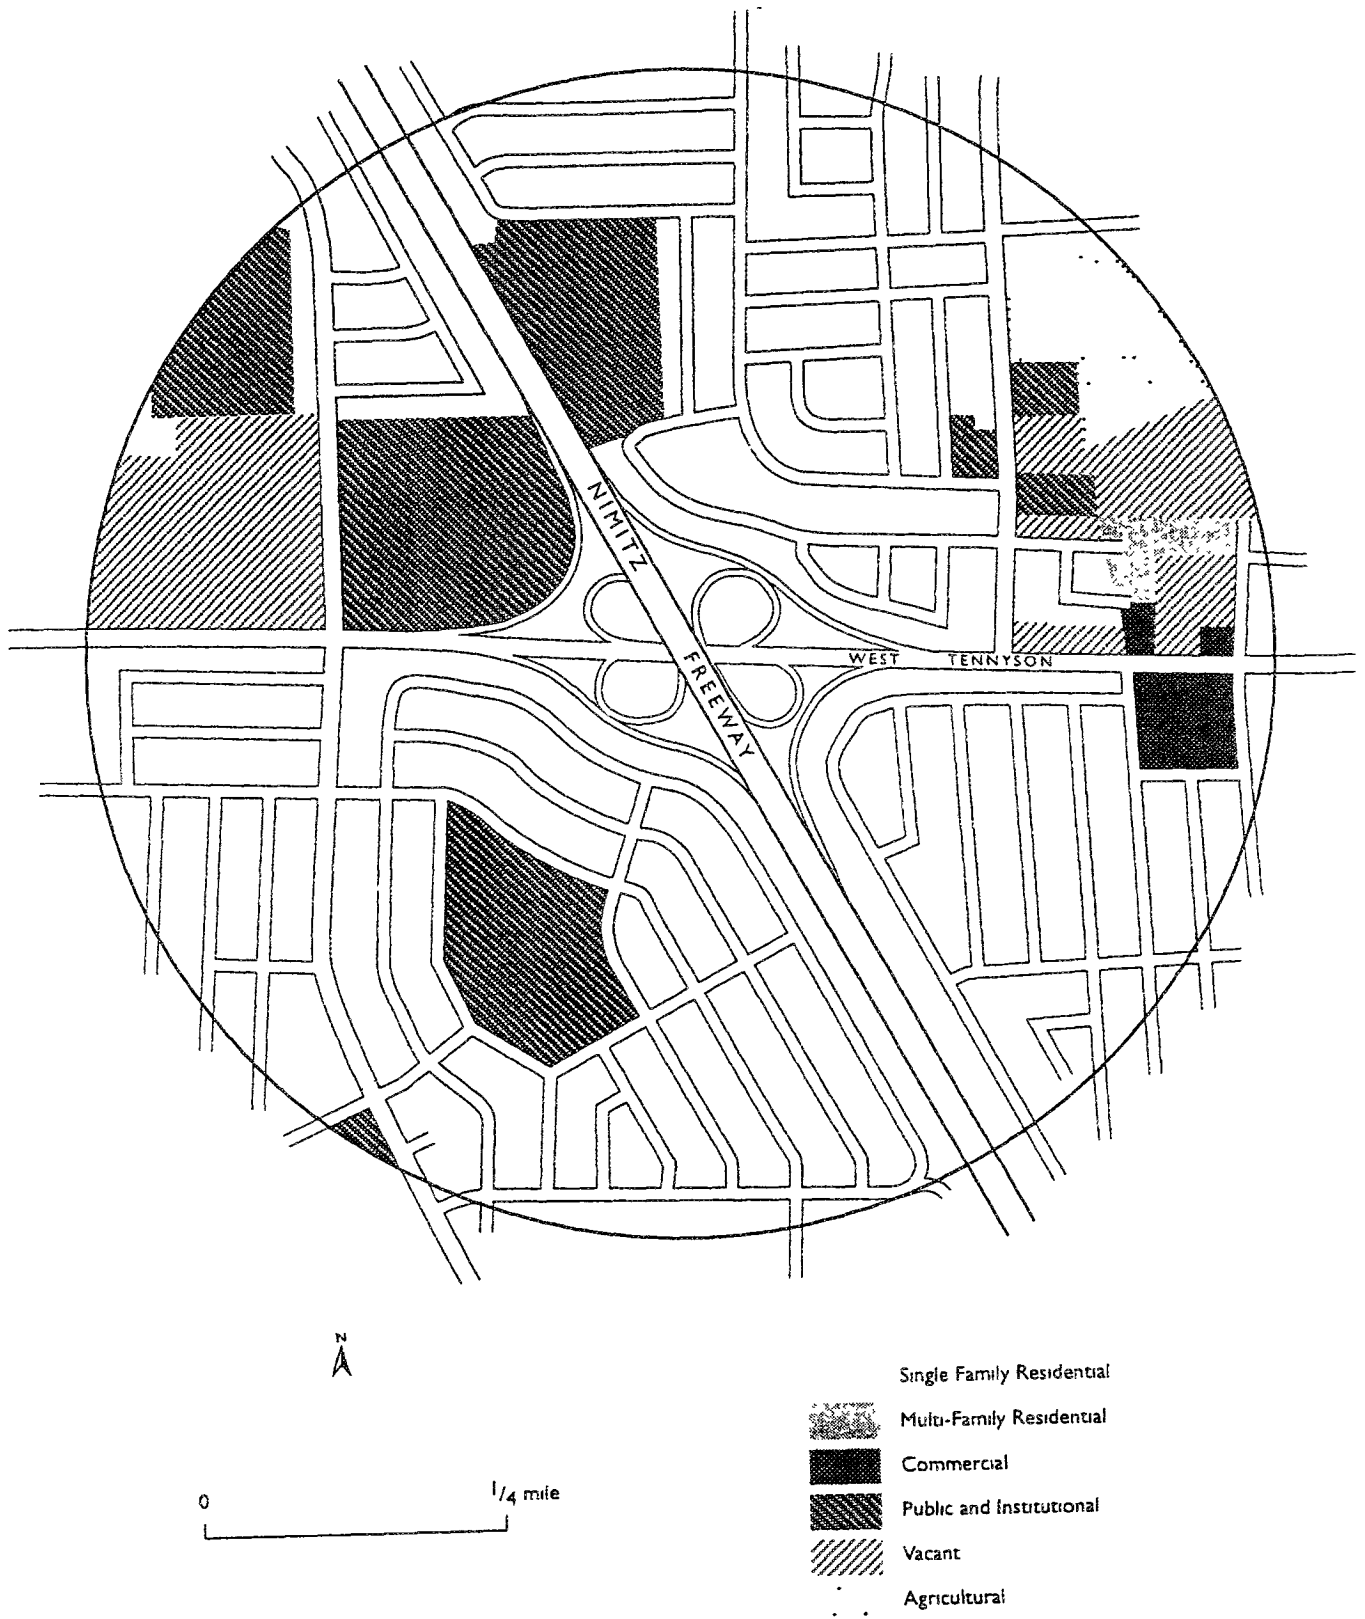 NIMITZ
FREEWAY
WEST TENNYSON
N
0
1/4 mile
Single Family Residential
Multi-Family Residential
Commercial
Public and Institutional
Vacant
Agricultural